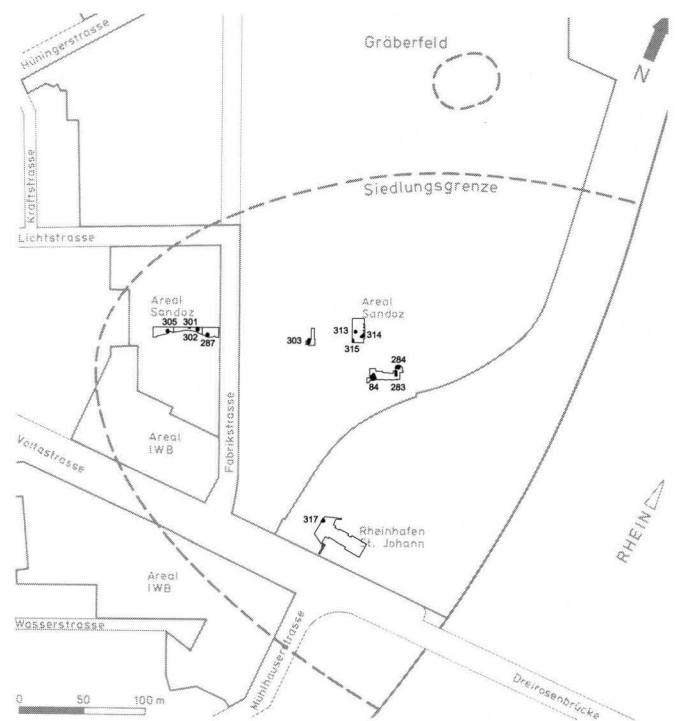 Hüningerstrasse
Gräberfeld
N
Kraftstrasse
Siedlungsgrenze
Lichtstrasse
Areal
Sandoz
305
301
302
287
303
Areal
Sandoz
313
314
315
284
84
283
Fabrikstrasse
Voltastrasse
Areal
IWB
317
Rheinhafen
St. Johann
RHEIN
Areal
IWB
Wasserstrasse
Mühlhauserstrasse
Dreirosenbrücke
0 50 100 m